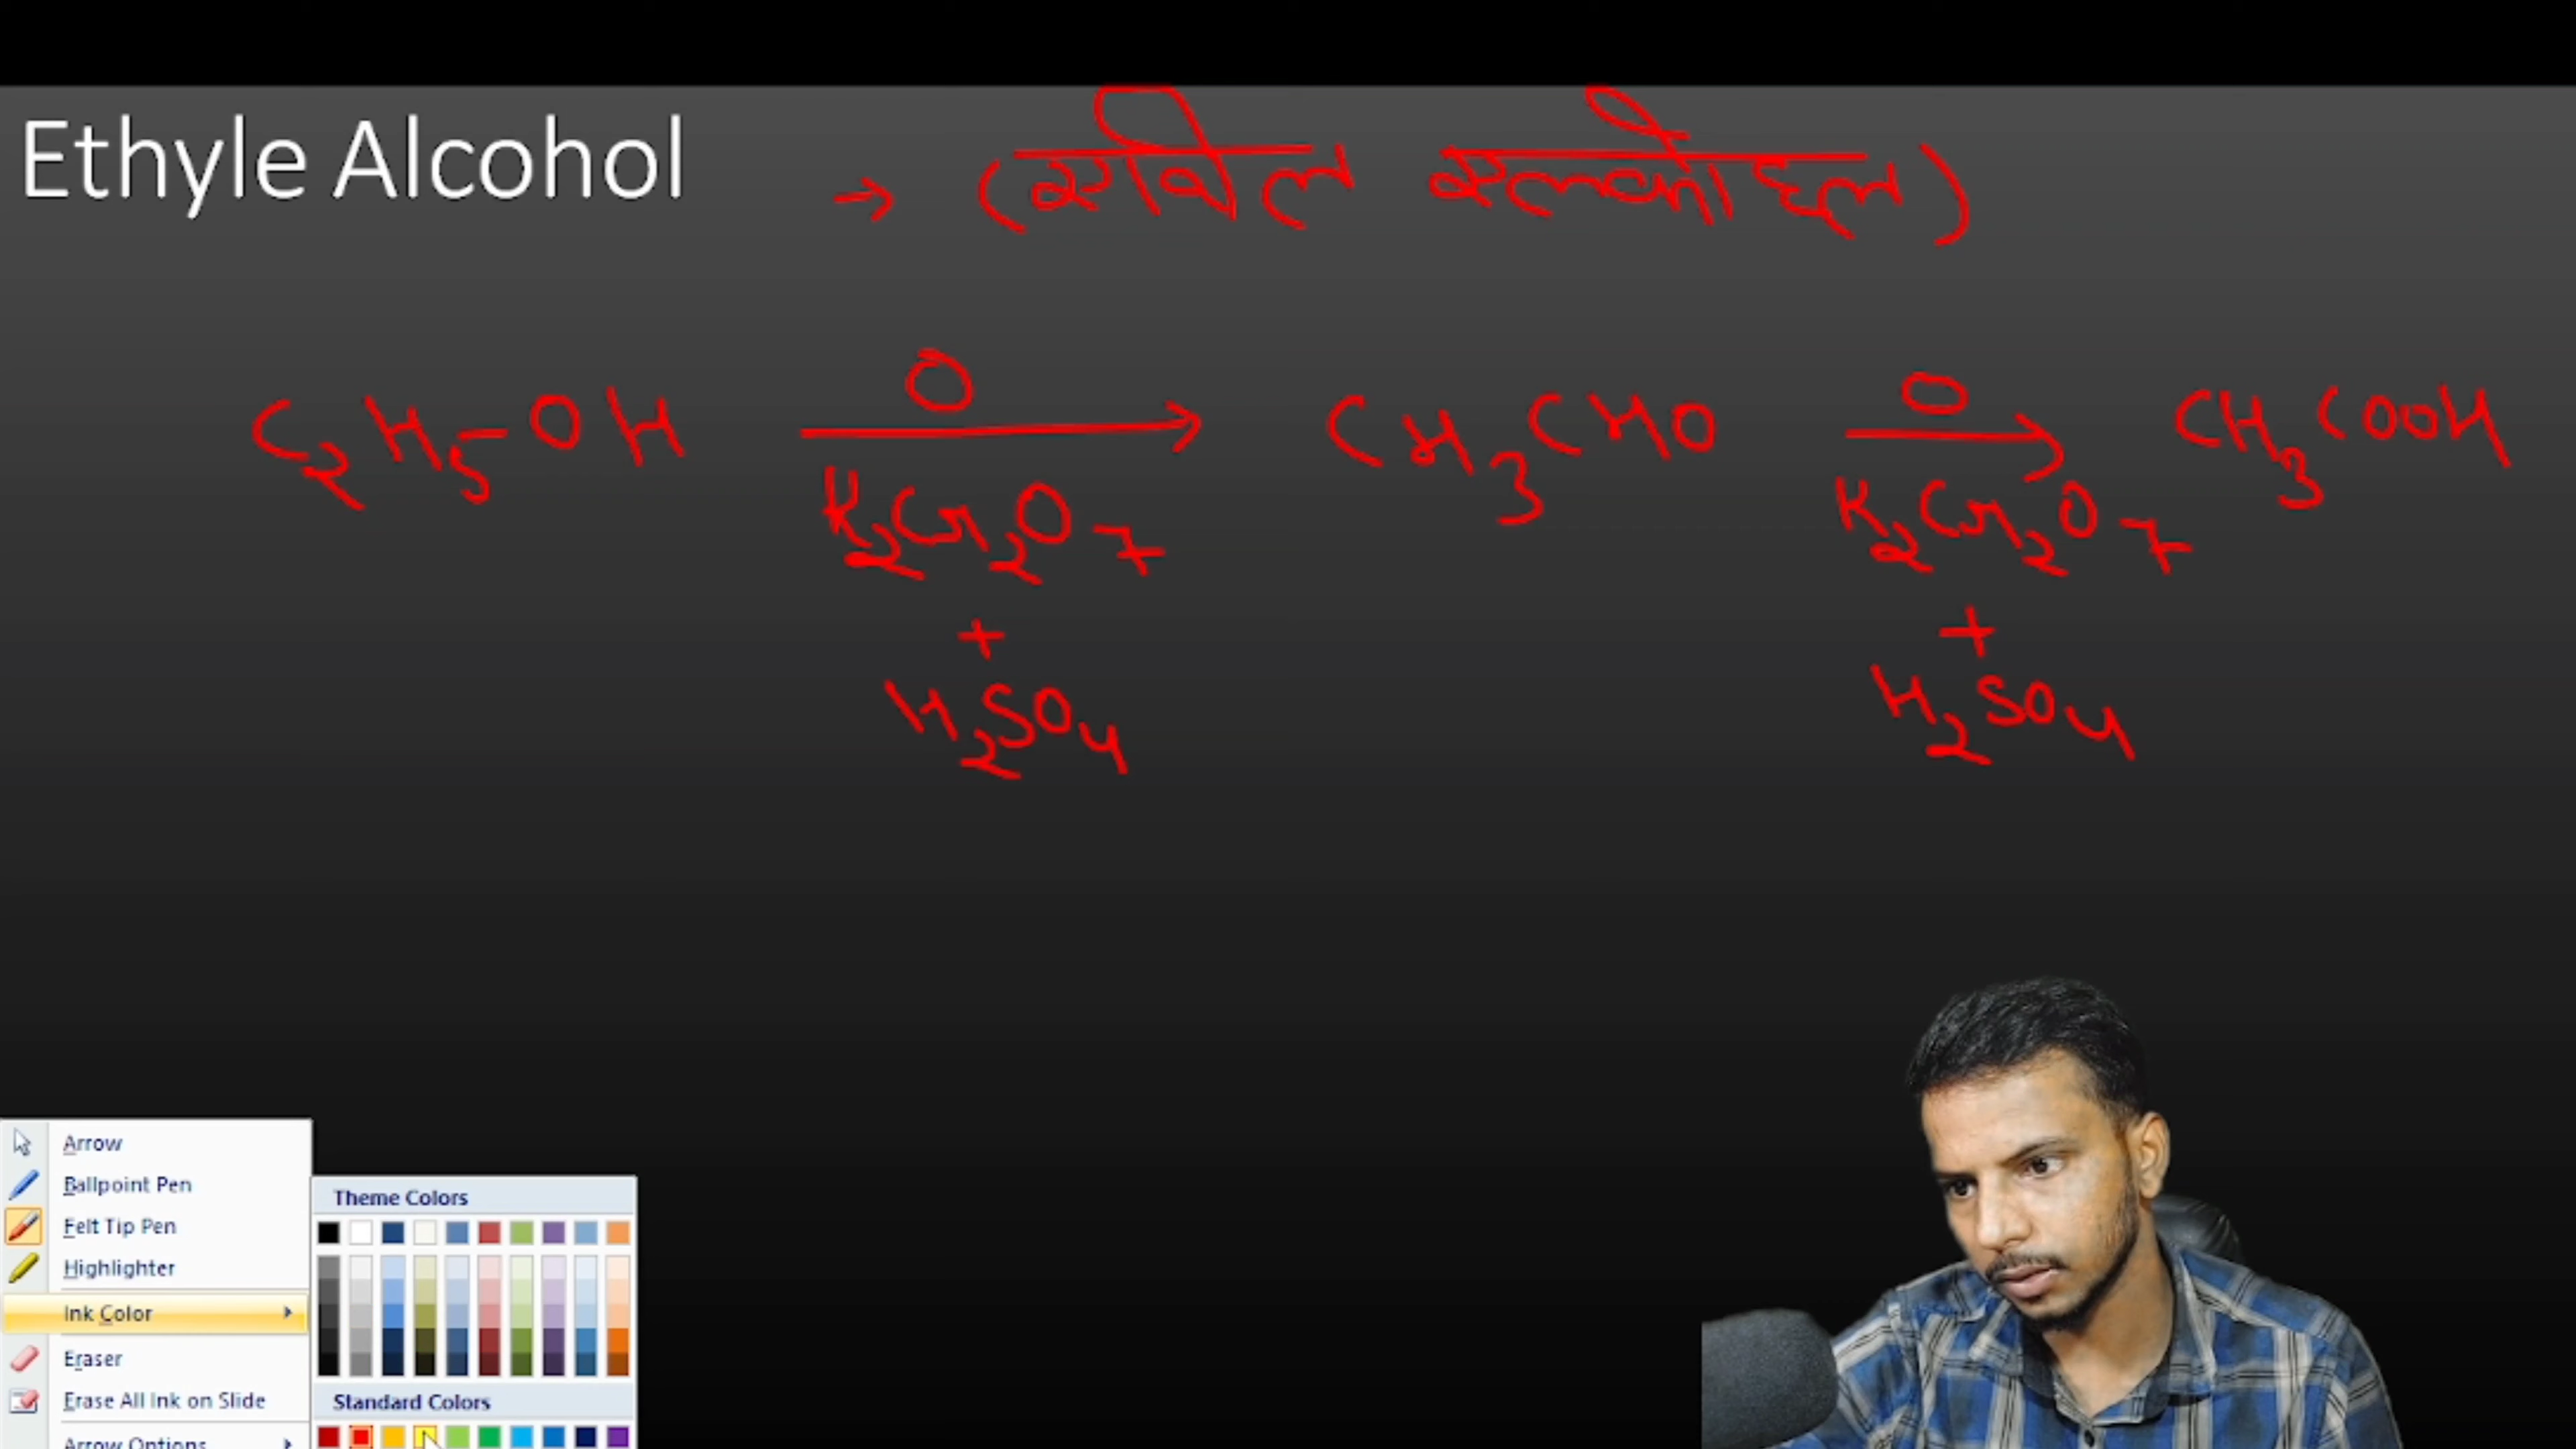 Ethyle Alcohol → (एथिल एल्कोहल)
C₂H₅-OH —O→ CH₃CHO —O→ CH₃COOH
K₂Cr₂O₇ K₂Cr₂O₇
+ +
H₂SO₄ H₂SO₄
Arrow
Ballpoint Pen
Felt Tip Pen
Highlighter
Ink Color
Eraser
Erase All Ink on Slide
Arrow Options
Theme Colors
Standard Colors